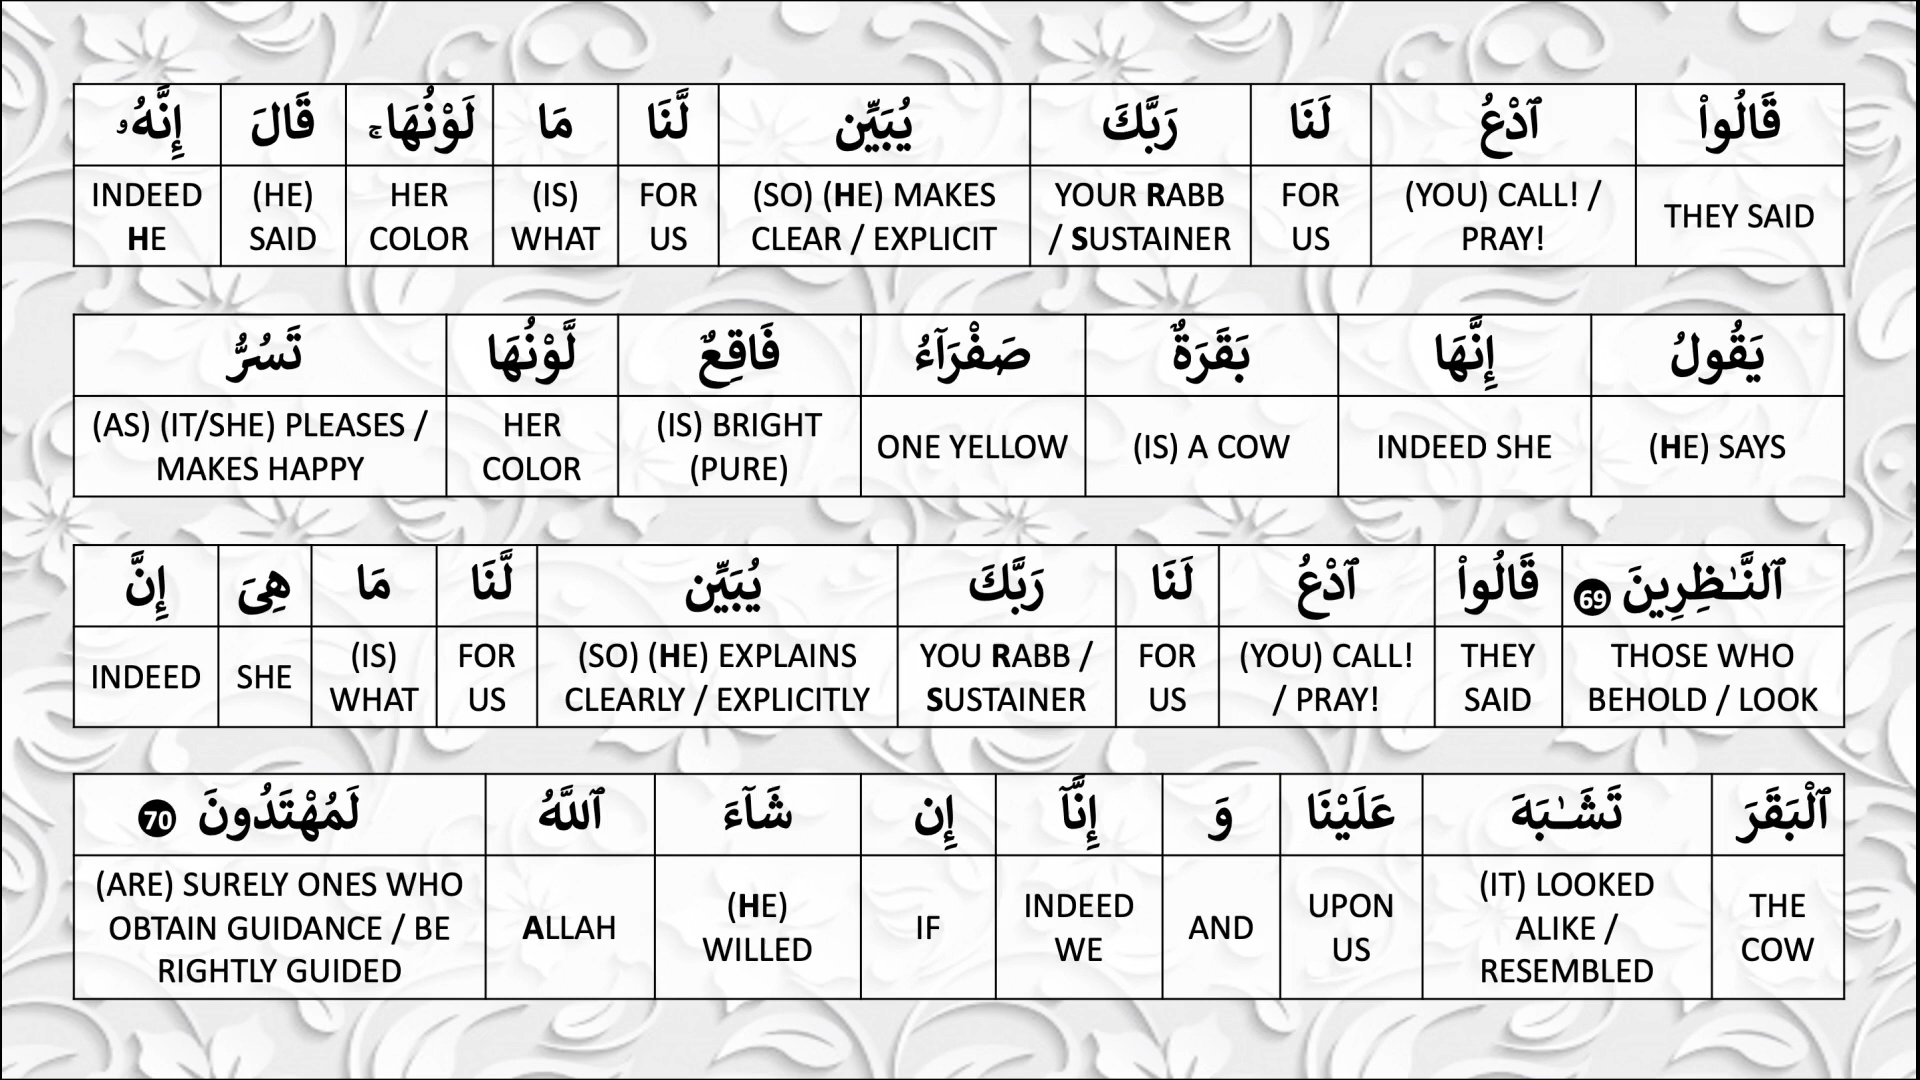 قَالُوا۟ ٱدْعُ لَنَا رَبَّكَ يُبَيِّن لَّنَا مَا لَوْنُهَا ۚ قَالَ إِنَّهُۥ
THEY SAID | (YOU) CALL! / PRAY! | FOR US | YOUR RABB / SUSTAINER | (SO) (HE) MAKES CLEAR / EXPLICIT | FOR US | (IS) WHAT | HER COLOR | (HE) SAID | INDEED HE
يَقُولُ إِنَّهَا بَقَرَةٌ صَفْرَآءُ فَاقِعٌ لَّوْنُهَا تَسُرُّ
(HE) SAYS | INDEED SHE | (IS) A COW | ONE YELLOW | (IS) BRIGHT (PURE) | HER COLOR | (AS) (IT/SHE) PLEASES / MAKES HAPPY
ٱلنَّـٰظِرِينَ 69 قَالُوا۟ ٱدْعُ لَنَا رَبَّكَ يُبَيِّن لَّنَا مَا هِىَ إِنَّ
THOSE WHO BEHOLD / LOOK | THEY SAID | (YOU) CALL! / PRAY! | FOR US | YOU RABB / SUSTAINER | (SO) (HE) EXPLAINS CLEARLY / EXPLICITLY | FOR US | (IS) WHAT | SHE | INDEED
ٱلْبَقَرَ تَشَـٰبَهَ عَلَيْنَا وَ إِنَّآ إِن شَآءَ ٱللَّهُ لَمُهْتَدُونَ 70
THE COW | (IT) LOOKED ALIKE / RESEMBLED | UPON US | AND | INDEED WE | IF | (HE) WILLED | ALLAH | (ARE) SURELY ONES WHO OBTAIN GUIDANCE / BE RIGHTLY GUIDED